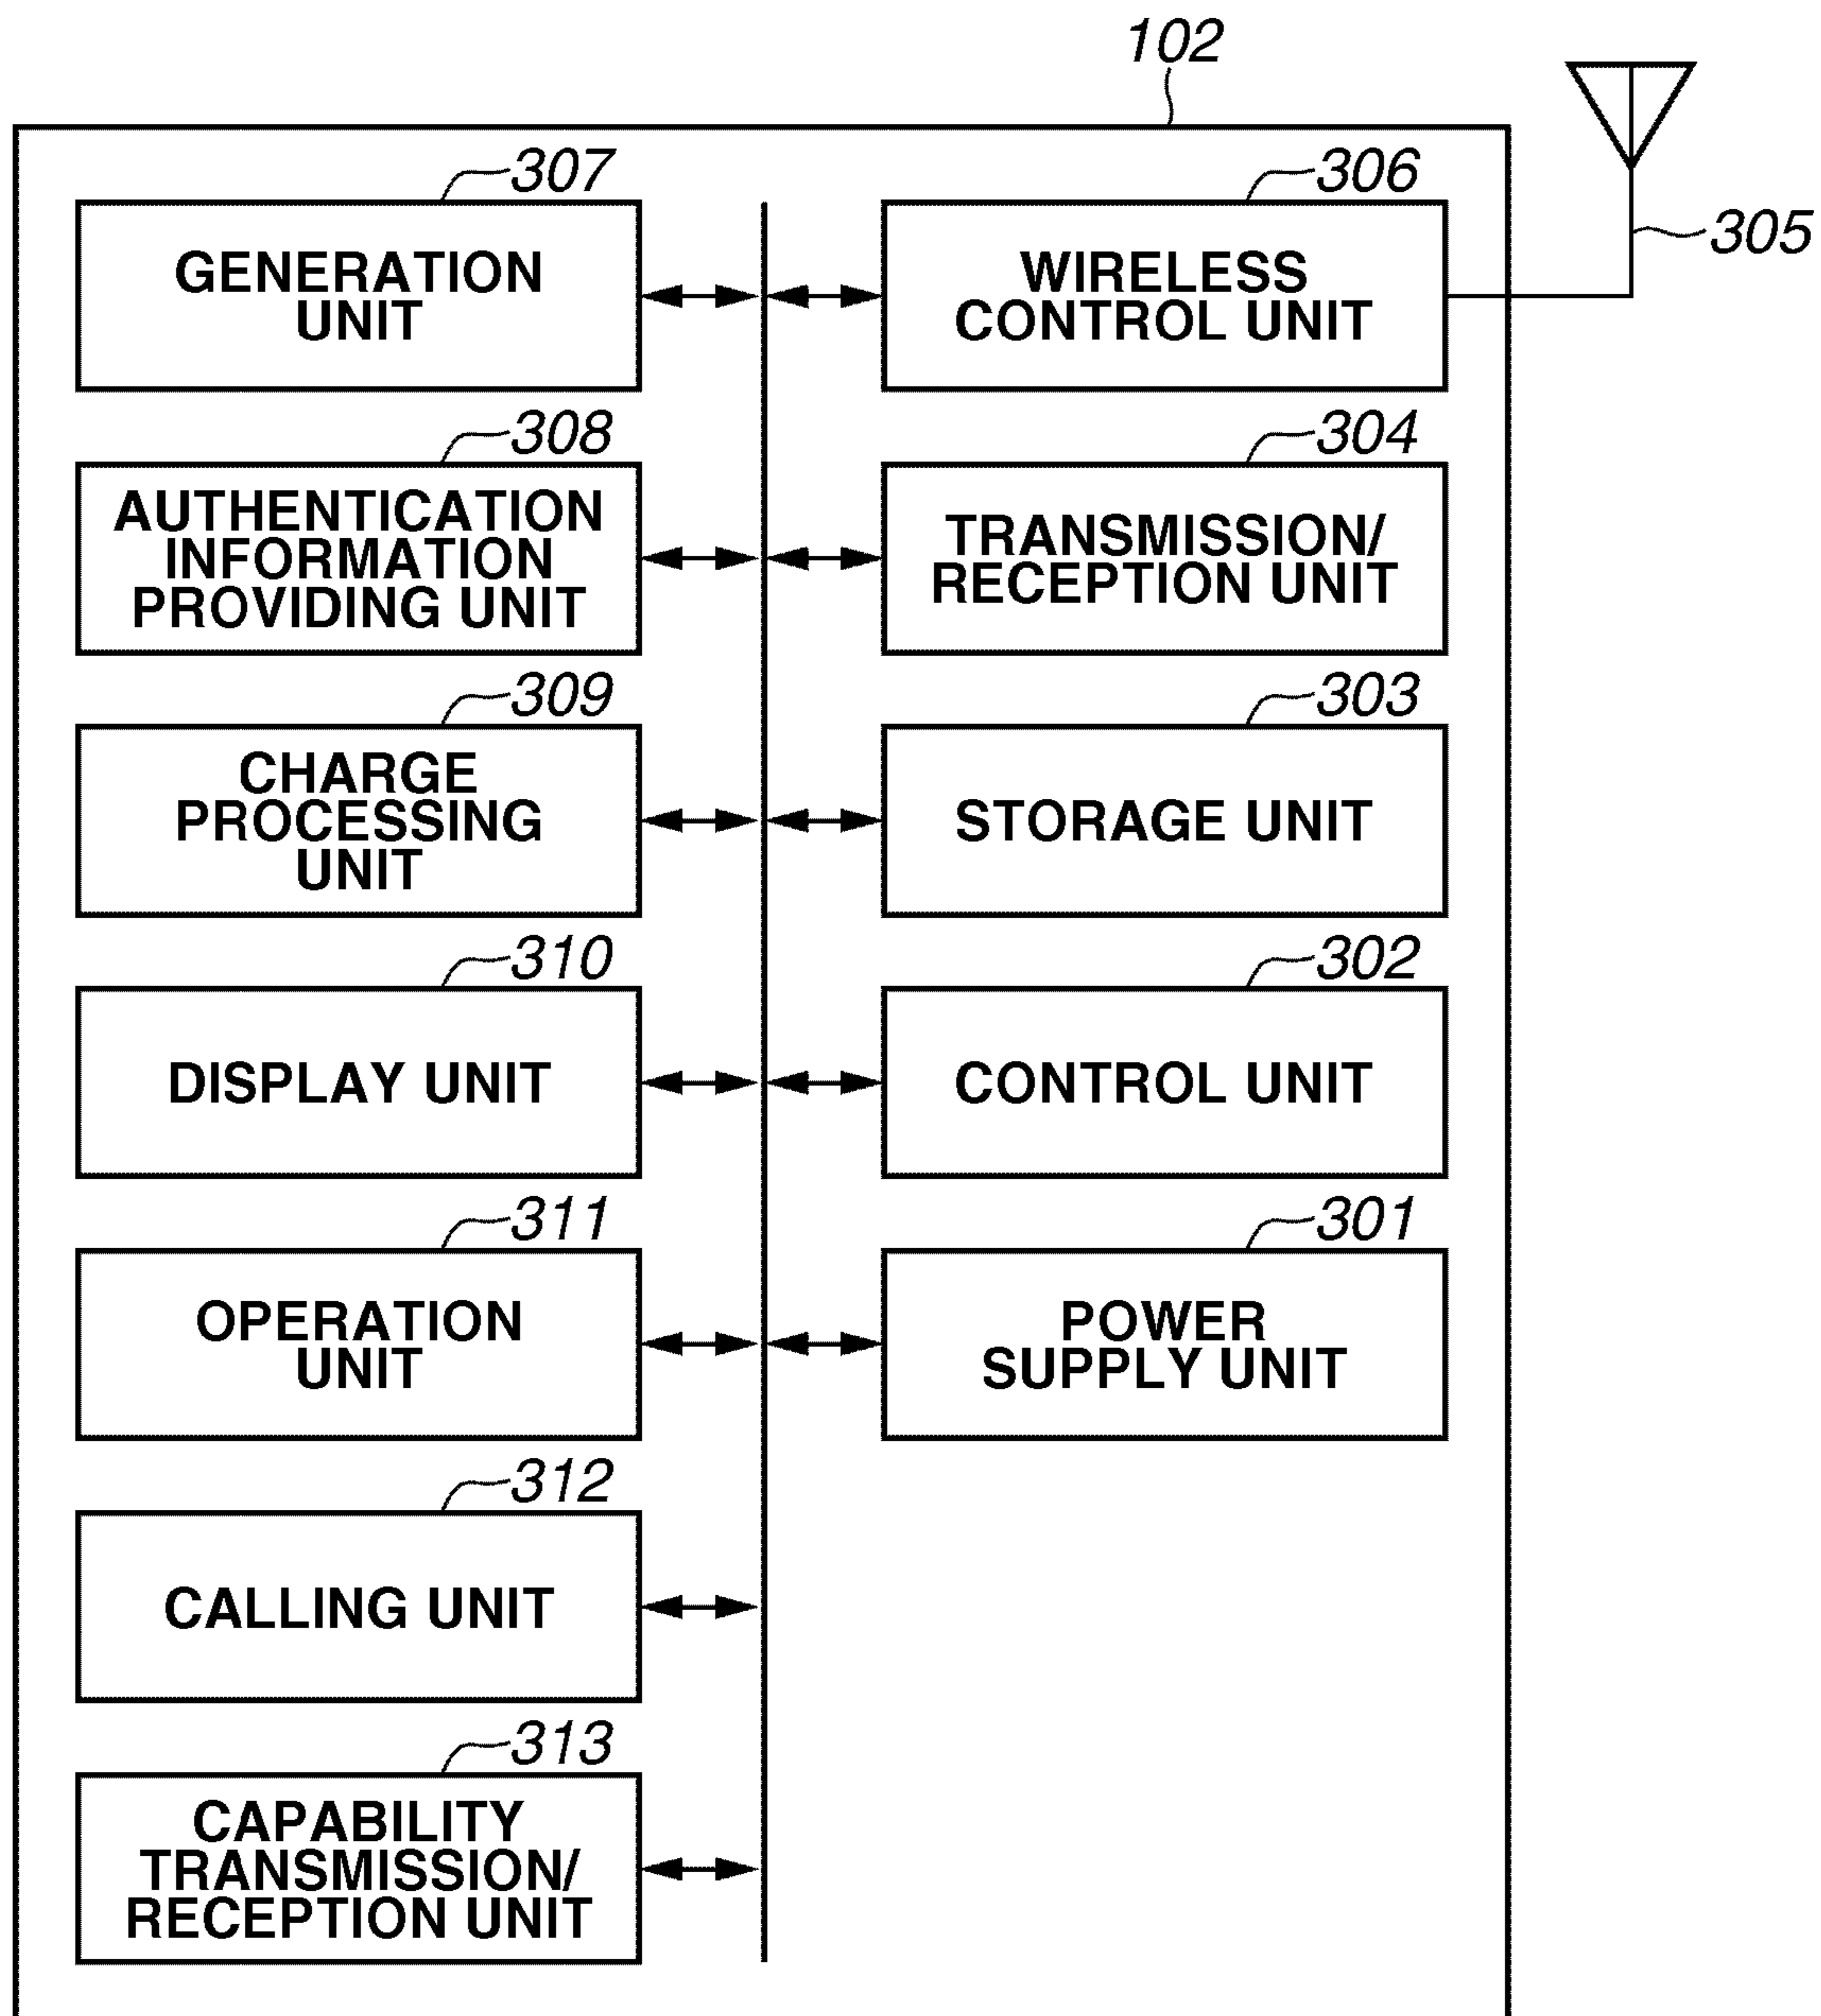 102
307
GENERATION
UNIT
306
WIRELESS
CONTROL UNIT
305
308
AUTHENTICATION
INFORMATION
PROVIDING UNIT
304
TRANSMISSION/
RECEPTION UNIT
309
CHARGE
PROCESSING
UNIT
303
STORAGE UNIT
310
DISPLAY UNIT
302
CONTROL UNIT
311
OPERATION
UNIT
301
POWER
SUPPLY UNIT
312
CALLING UNIT
313
CAPABILITY
TRANSMISSION/
RECEPTION UNIT